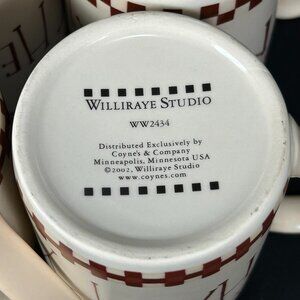 WILLIRAYE STUDIO
WW2434
Distributed Exclusively by
Coyne's & Company
Minneapolis, Minnesota USA
©2002, Williraye Studio
www.coynes.com